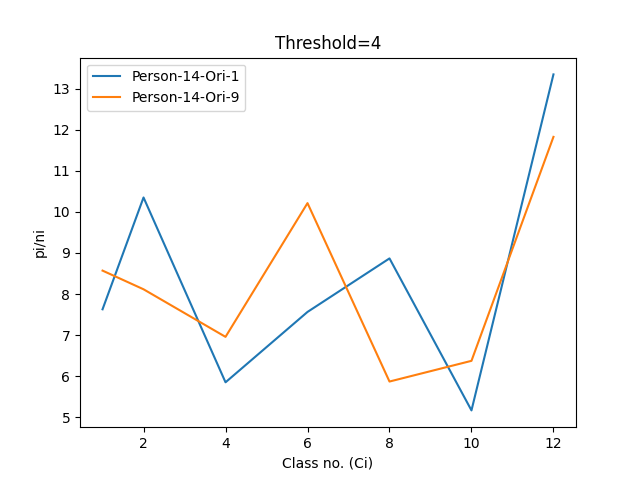 Threshold=4
Person-14-Ori-1
Person-14-Ori-9
13
12
11
10
9
8
7
6
5
pi/ni
2 4 6 8 10 12
Class no. (Ci)